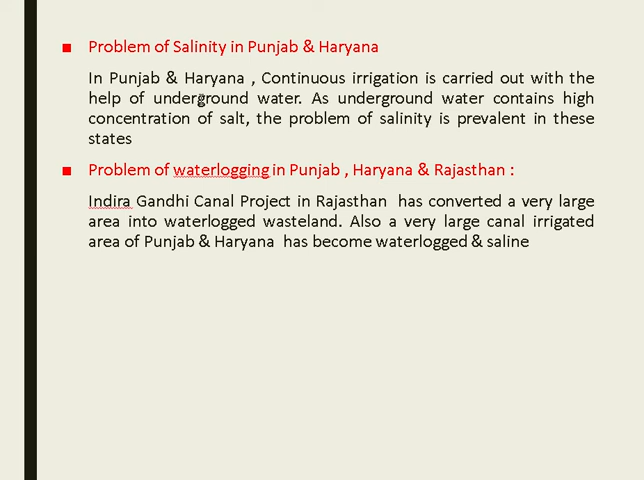 Problem of Salinity in Punjab & Haryana
In Punjab & Haryana , Continuous irrigation is carried out with the
help of underground water. As underground water contains high
concentration of salt, the problem of salinity is prevalent in these
states
Problem of waterlogging in Punjab , Haryana & Rajasthan :
Indira Gandhi Canal Project in Rajasthan has converted a very large
area into waterlogged wasteland. Also a very large canal irrigated
area of Punjab & Haryana has become waterlogged & saline